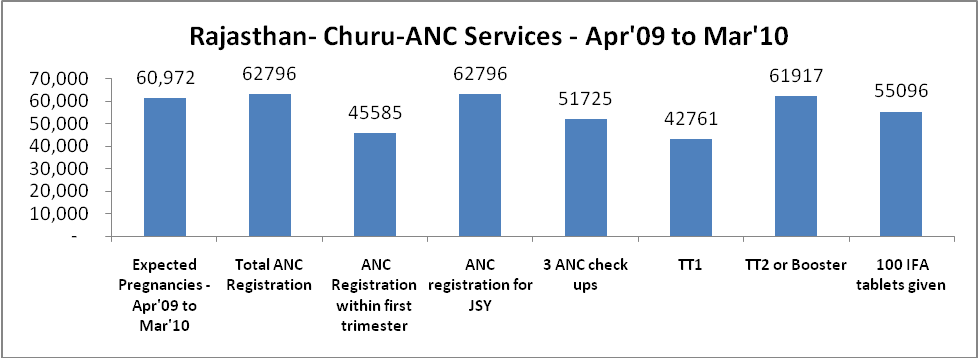 Rajasthan- Churu-ANC Services - Apr'09 to Mar'10
60,972
62796
45585
62796
51725
42761
61917
55096
70,000
60,000
50,000
40,000
30,000
20,000
10,000
-
Expected
Pregnancies -
Apr'09 to
Mar'10
Total ANC
Registration
ANC
Registration
within first
trimester
ANC
registration for
JSY
3 ANC check
ups
TT1
TT2 or Booster
100 IFA
tablets given